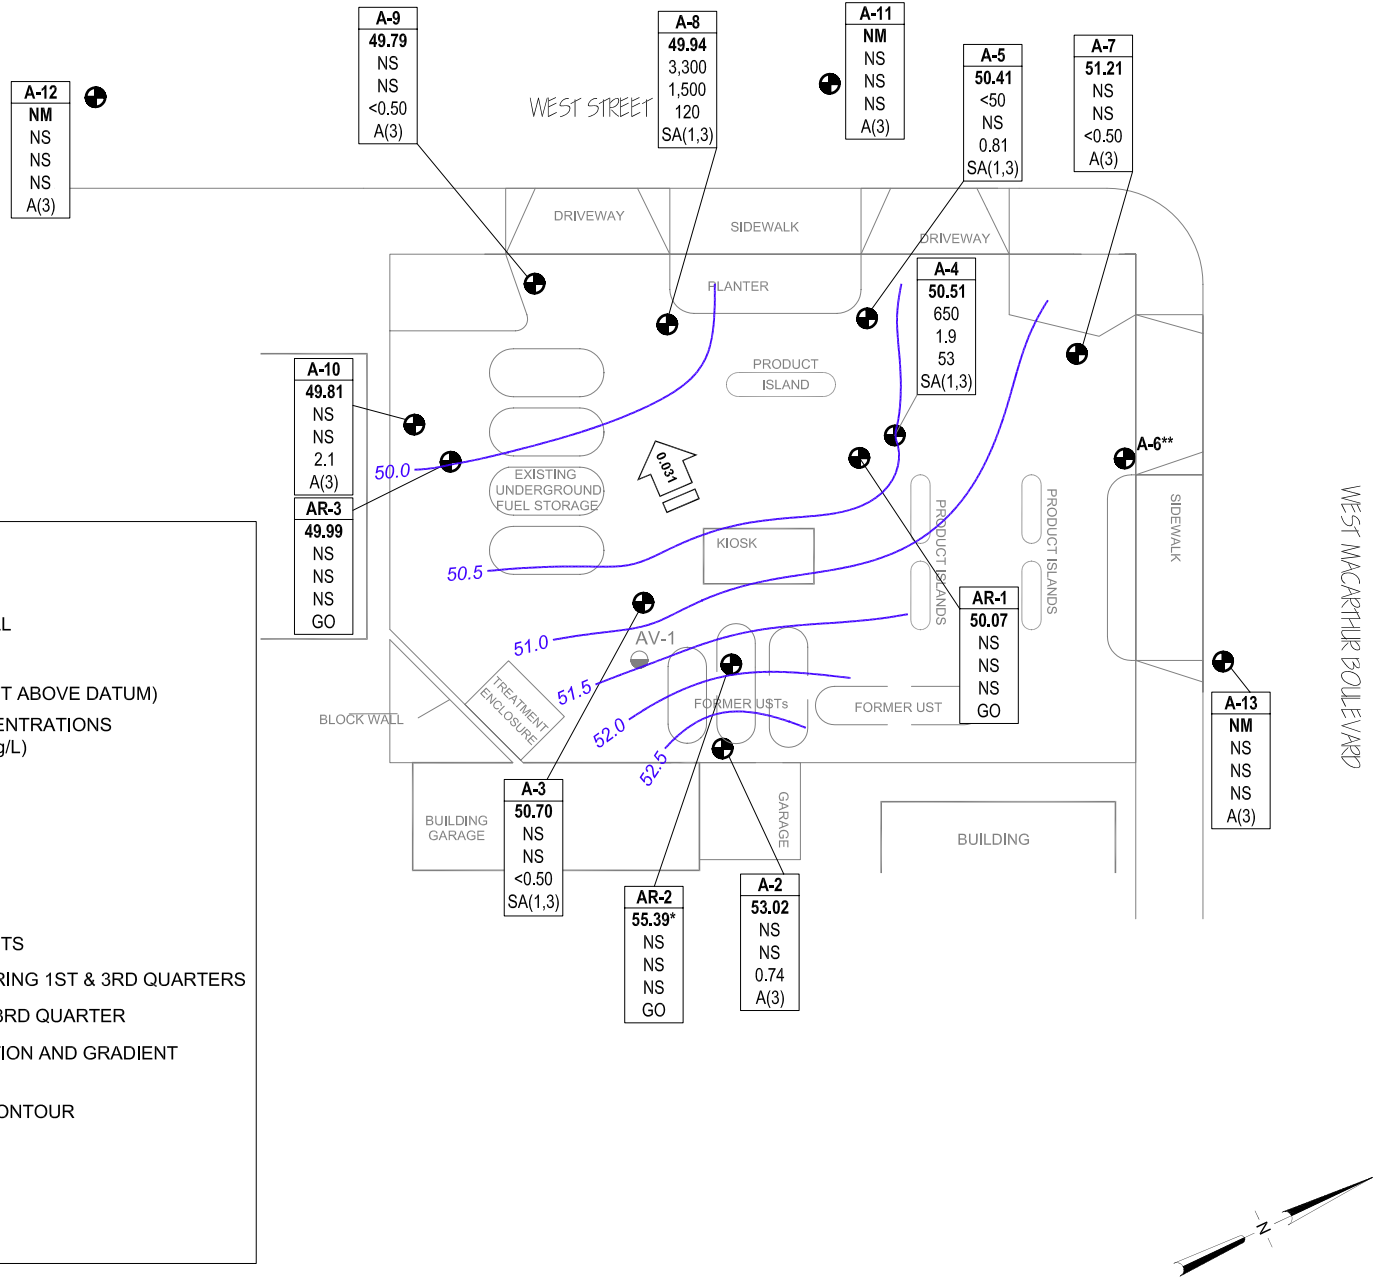 A-9
49.79
NS
NS
<0.50
A(3)
A-8
49.94
3,300
1,500
120
SA(1,3)
A-11
NM
NS
NS
NS
A(3)
A-5
50.41
<50
NS
0.81
SA(1,3)
A-7
51.21
NS
NS
<0.50
A(3)
A-12
NM
NS
NS
NS
A(3)
WEST STREET
DRIVEWAY
SIDEWALK
DRIVEWAY
PLANTER
A-4
50.51
650
1.9
53
SA(1,3)
PRODUCT
ISLAND
A-10
49.81
NS
NS
2.1
A(3)
AR-3
49.99
NS
NS
NS
GO
50.0
EXISTING
UNDERGROUND
FUEL STORAGE
0.031
A-6**
SIDEWALK
PRODUCT ISLANDS
PRODUCT ISLANDS
WEST MACARTHUR BOULEVARD
KIOSK
50.5
51.0
51.5
52.0
52.5
AV-1
AR-1
50.07
NS
NS
NS
GO
TREATMENT
ENCLOSURE
BLOCK WALL
FORMER USTs
FORMER UST
A-13
NM
NS
NS
NS
A(3)
A-3
50.70
NS
NS
<0.50
SA(1,3)
BUILDING
GARAGE
GARAGE
BUILDING
AR-2
55.39*
NS
NS
NS
GO
A-2
53.02
NS
NS
0.74
A(3)
L
T ABOVE DATUM)
ENTRATIONS
g/L)
TS
RING 1ST & 3RD QUARTERS
3RD QUARTER
TION AND GRADIENT
ONTOUR
N